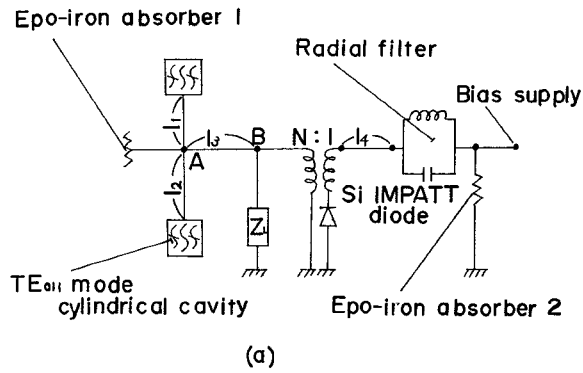 Epo-iron absorber 1
Radial filter
Bias supply
l₁
l₃
A
B
N : 1
l₄
l₂
Z_L
Si IMPATT
diode
TE₀₁₁ mode
cylindrical cavity
Epo-iron absorber 2
(a)